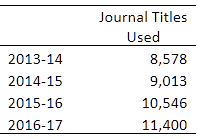 Journal Titles
Used
2013-14 8,578
2014-15 9,013
2015-16 10,546
2016-17 11,400